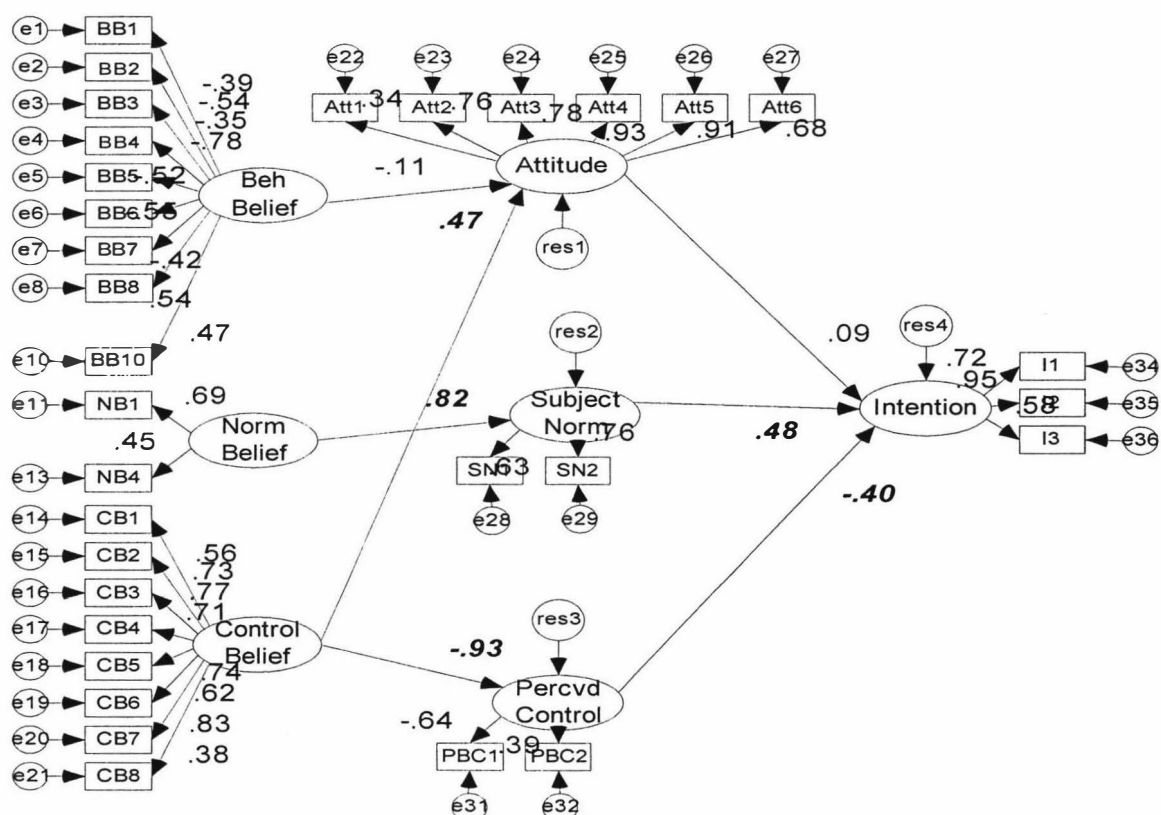 e1 BB1
e2 BB2
e3 BB3
e4 BB4
e5 BB5
e6 BB6
e7 BB7
e8 BB8
e10 BB10
-.39
-.54
-.35
-.78
-.52
-.55
-.42
.54
.47
Beh
Belief
e22 e23 e24 e25 e26 e27
Att1 Att2 Att3 Att4 Att5 Att6
.34 .76 .78 .93 .91 .68
Attitude
-.11
.47
res1
e11 NB1
e13 NB4
.69
.45
Norm
Belief
.82
res2
Subject
Norm
.63 .76
SN1 SN2
e28 e29
.09
.48
-.40
res4
Intention
.72
.95
.58
I1 e34
I2 e35
I3 e36
e14 CB1
e15 CB2
e16 CB3
e17 CB4
e18 CB5
e19 CB6
e20 CB7
e21 CB8
.56
.73
.77
.71
.74
.62
.83
.38
Control
Belief
-.93
res3
Percvd
Control
-.64 .39
PBC1 PBC2
e31 e32